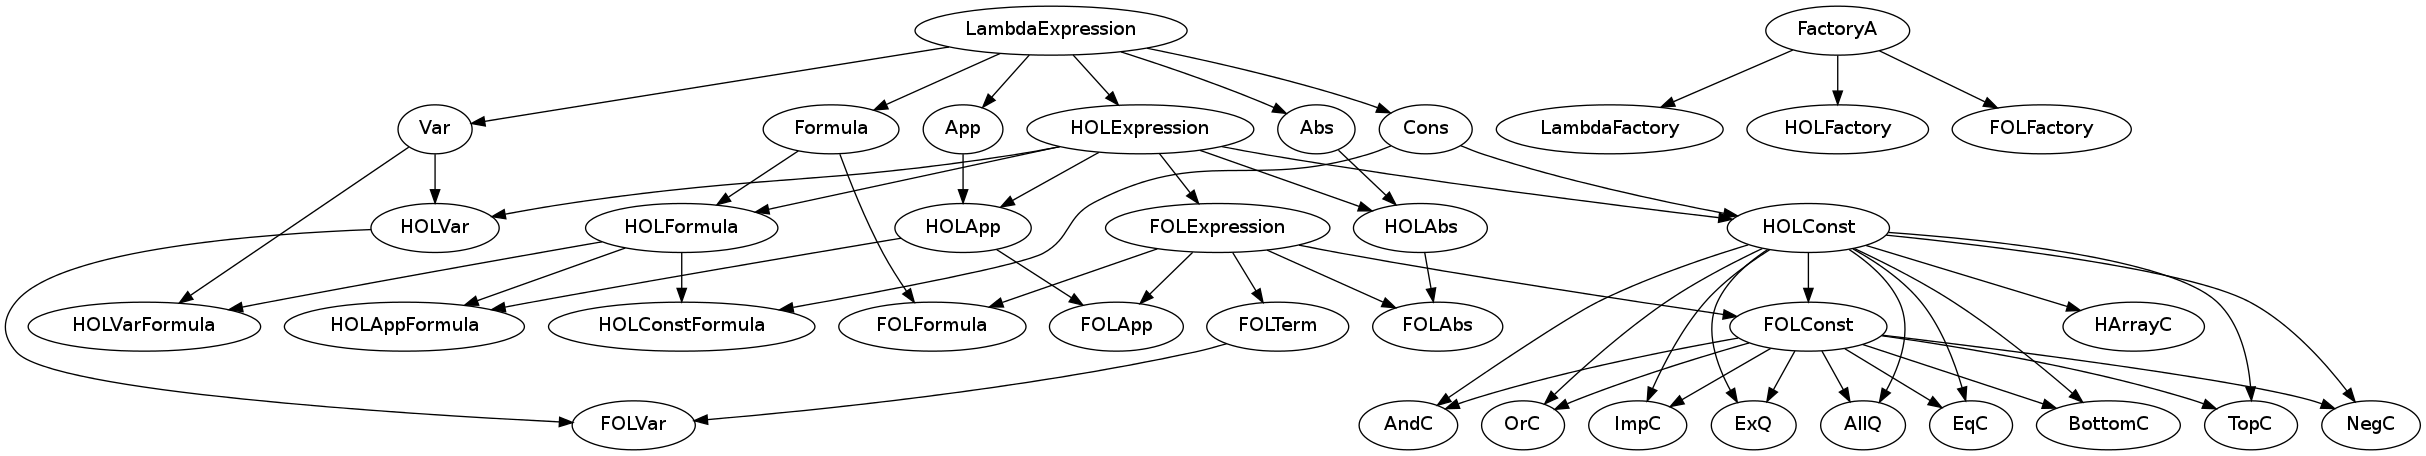 LambdaExpression
FactoryA
Var
Formula
App
HOLExpression
Abs
Cons
LambdaFactory
HOLFactory
FOLFactory
HOLVar
HOLFormula
HOLApp
FOLExpression
HOLAbs
HOLConst
HOLVarFormula
HOLAppFormula
HOLConstFormula
FOLFormula
FOLApp
FOLTerm
FOLAbs
FOLConst
HArrayC
FOLVar
AndC
OrC
ImpC
ExQ
AllQ
EqC
BottomC
TopC
NegC